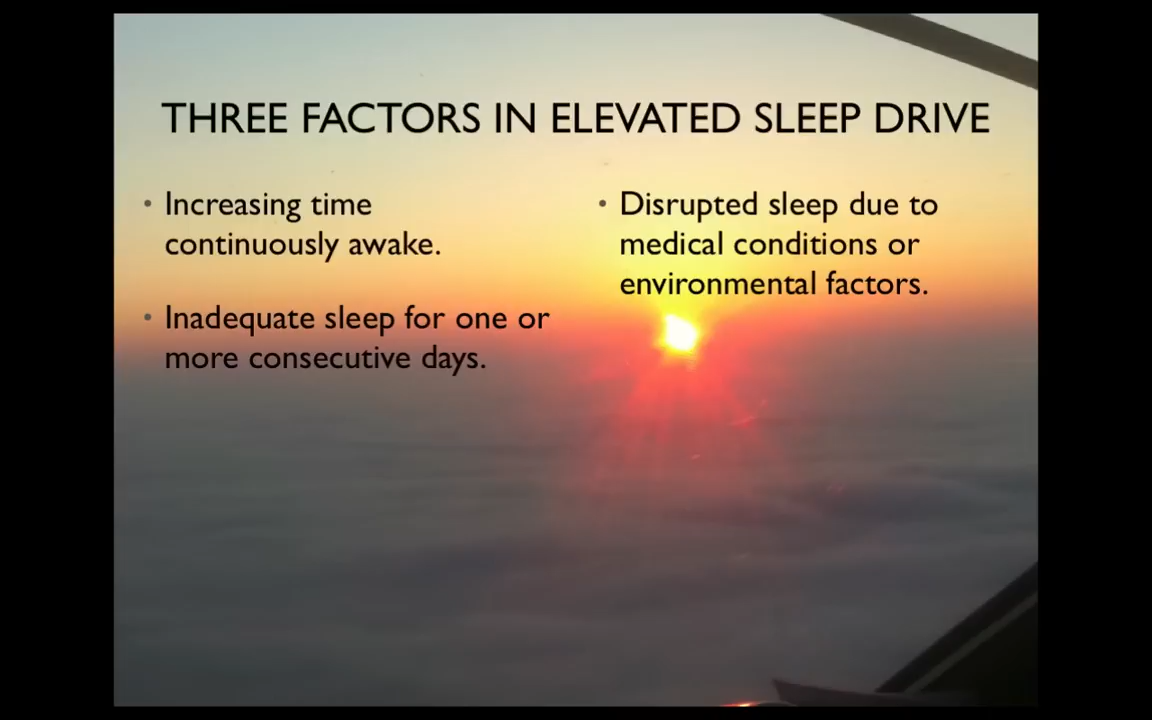 THREE FACTORS IN ELEVATED SLEEP DRIVE
• Increasing time
continuously awake.
• Inadequate sleep for one or
more consecutive days.
• Disrupted sleep due to
medical conditions or
environmental factors.